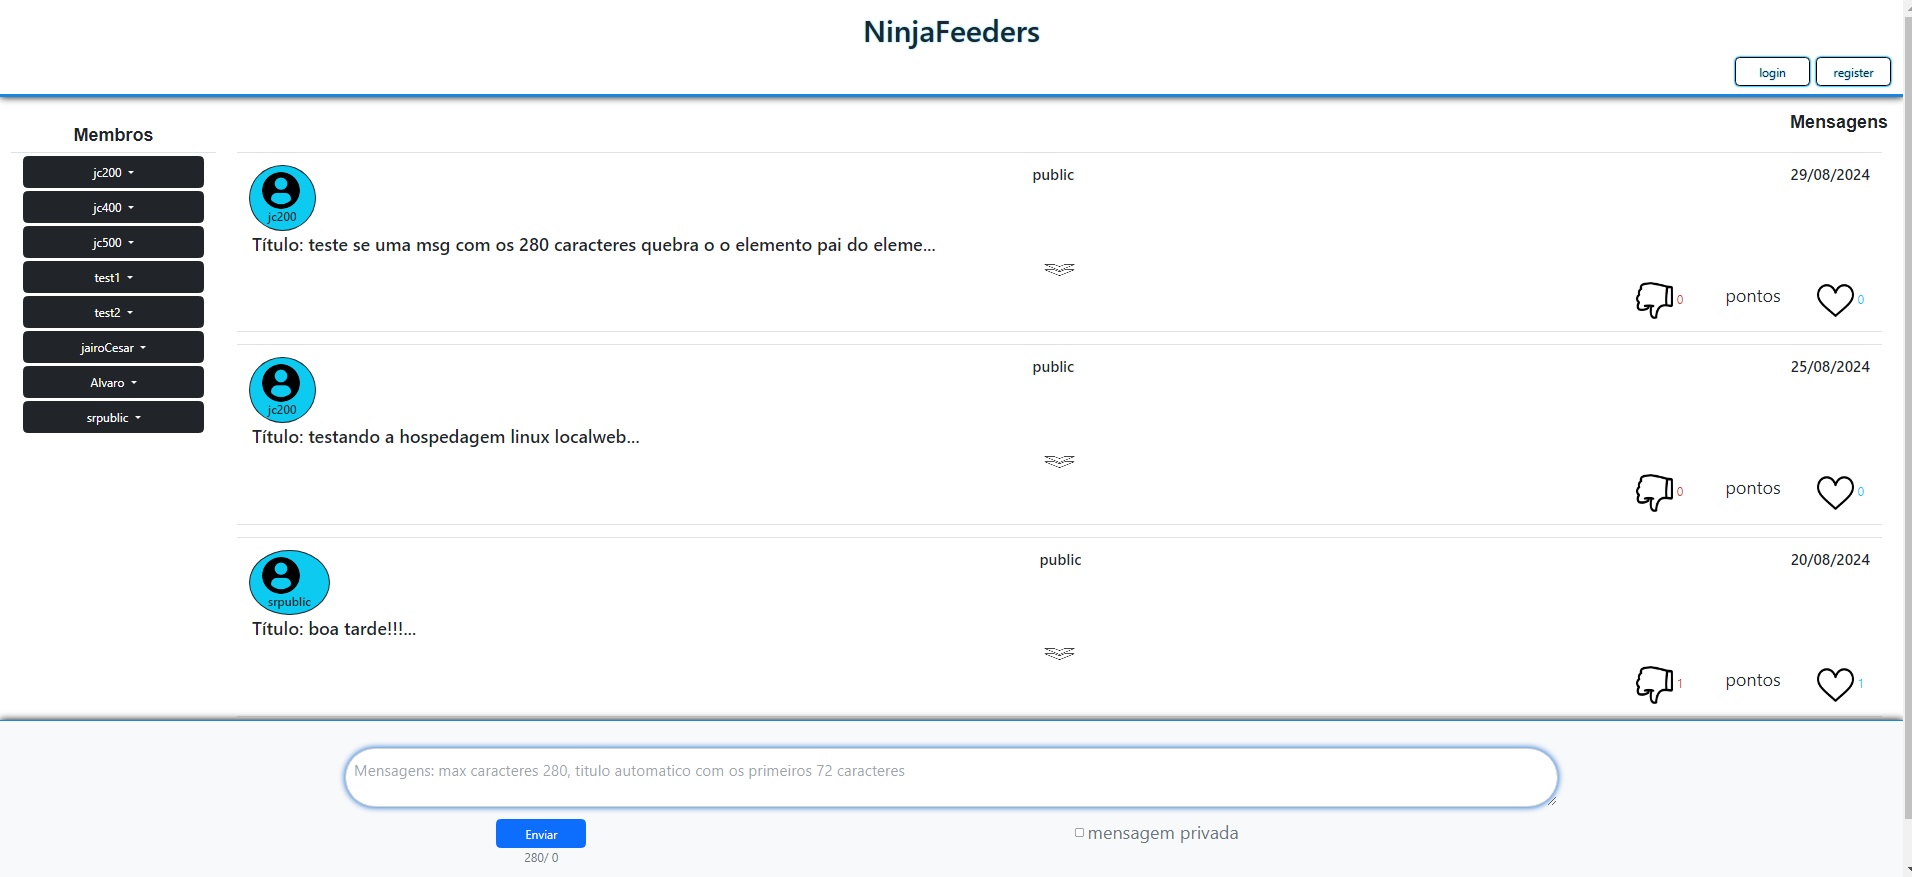 NinjaFeeders
login register
Membros
Mensagens
jc200
jc400
jc500
test1
test2
jairoCesar
Alvaro
srpublic
jc200
public
29/08/2024
Título: teste se uma msg com os 280 caracteres quebra o o elemento pai do eleme...
0 pontos 0
jc200
public
25/08/2024
Título: testando a hospedagem linux localweb...
0 pontos 0
srpublic
public
20/08/2024
Título: boa tarde!!!...
1 pontos 1
Mensagens: max caracteres 280, titulo automatico com os primeiros 72 caracteres
Enviar
mensagem privada
280/ 0